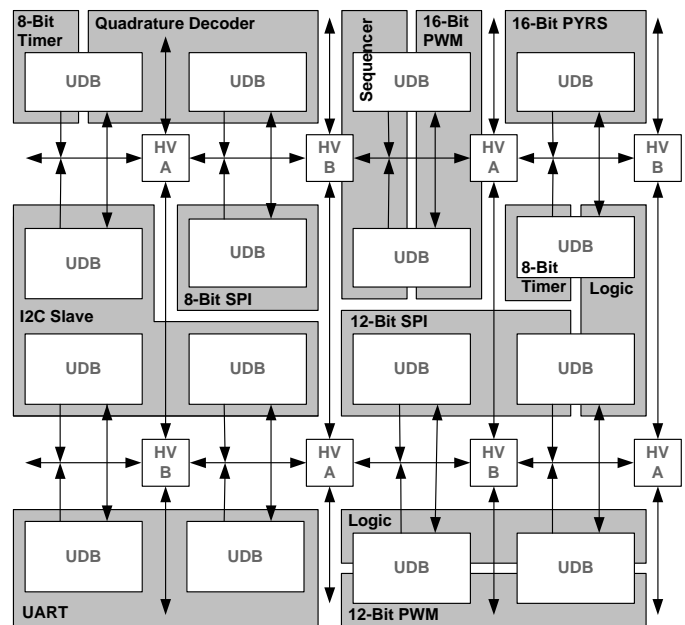 8-Bit
Timer
Quadrature Decoder
Sequencer
16-Bit
PWM
16-Bit PYRS
UDB
UDB
UDB
UDB
HV
A
HV
B
HV
A
HV
B
UDB
UDB
UDB
UDB
8-Bit
Timer
Logic
8-Bit SPI
I2C Slave
12-Bit SPI
UDB
UDB
UDB
UDB
HV
B
HV
A
HV
B
HV
A
Logic
UDB
UDB
UDB
UDB
UART
12-Bit PWM